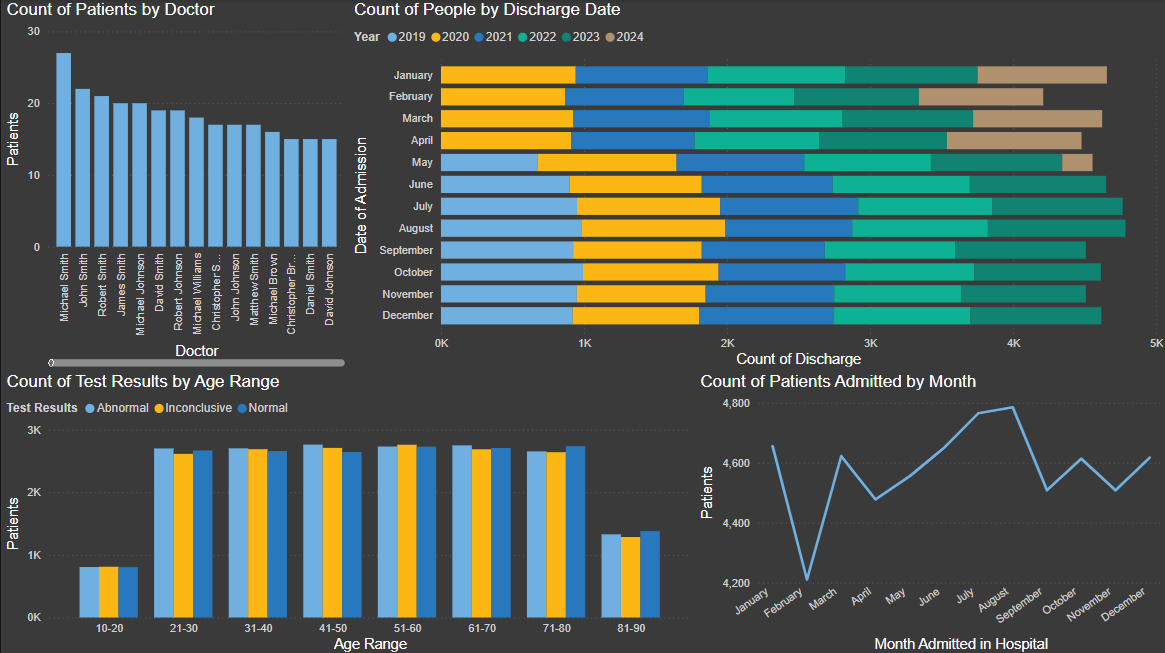 Count of Patients by Doctor
30
20
10
0
Patients
Michael Smith
John Smith
Robert Smith
James Smith
Michael Johnson
David Smith
Robert Johnson
Michael Williams
Christopher S...
John Johnson
Matthew Smith
Michael Brown
Christopher Br...
Daniel Smith
David Johnson
Doctor
Count of People by Discharge Date
Year 2019 2020 2021 2022 2023 2024
Date of Admission
January
February
March
April
May
June
July
August
September
October
November
December
0K 1K 2K 3K 4K 5K
Count of Discharge
Count of Test Results by Age Range
Test Results Abnormal Inconclusive Normal
3K
2K
1K
0K
Patients
10-20 21-30 31-40 41-50 51-60 61-70 71-80 81-90
Age Range
Count of Patients Admitted by Month
4,800
4,600
4,400
4,200
Patients
January February March April May June July August September October November December
Month Admitted in Hospital